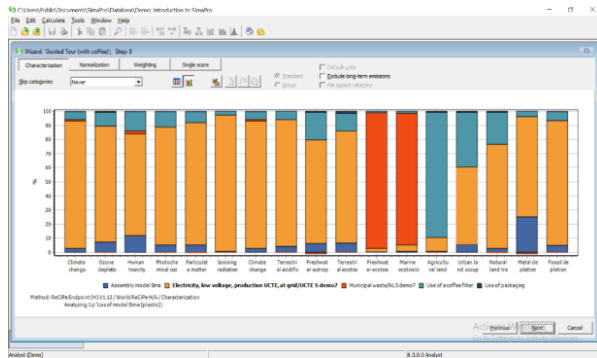 C:\Users\Public\Documents\SimaPro\Database\Demo: Introduction to SimaPro
File Edit Calculate Tools Window Help
Wizard: 'Guided Tour (with coffee)'; Step 8
Characterisation Normalization Weighting Single score
Skip categories Never
Standard
Group
Default units
Exclude long-term emissions
Per impact category
%
100
90
80
70
60
50
40
30
20
10
0
Climate change
Ozone depletio
Human toxicity
Photoche mical oxi
Particulat e matter
Ionising radiation
Climate change
Terrestri al acidific
Freshwat er eutrop
Terrestri al ecotox
Freshwat er ecotox
Marine ecotoxici
Agricultu ral land
Urban la nd occup
Natural land tra
Metal de pletion
Fossil de pletion
Assembly model Sima Electricity, low voltage, production UCTE, at grid/UCTE S demo7 Municipal waste/NLS demo7 Use of a coffee filter Use of packaging
Method: ReCiPe Endpoint (H) V1.13 / World ReCiPe H/A / Characterization
Analyzing 1 p 'Use of model Sima (plastic)';
Previous Next Cancel
Analyst (Demo) 8.3.0.0 Analyst